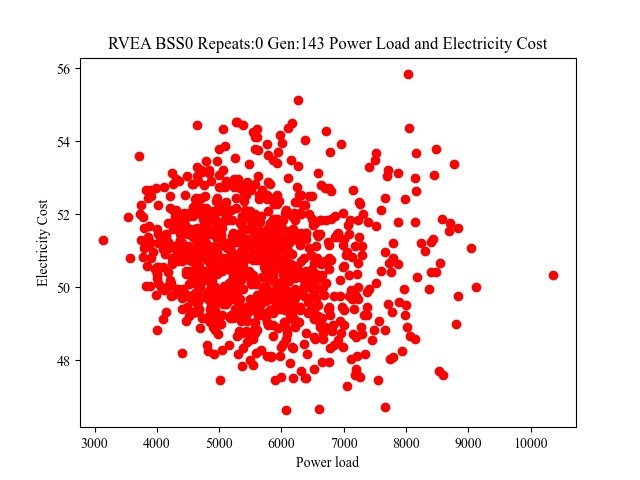 RVEA BSS0 Repeats:0 Gen:143 Power Load and Electricity Cost
56
54
52
50
48
Electricity Cost
3000 4000 5000 6000 7000 8000 9000 10000
Power load